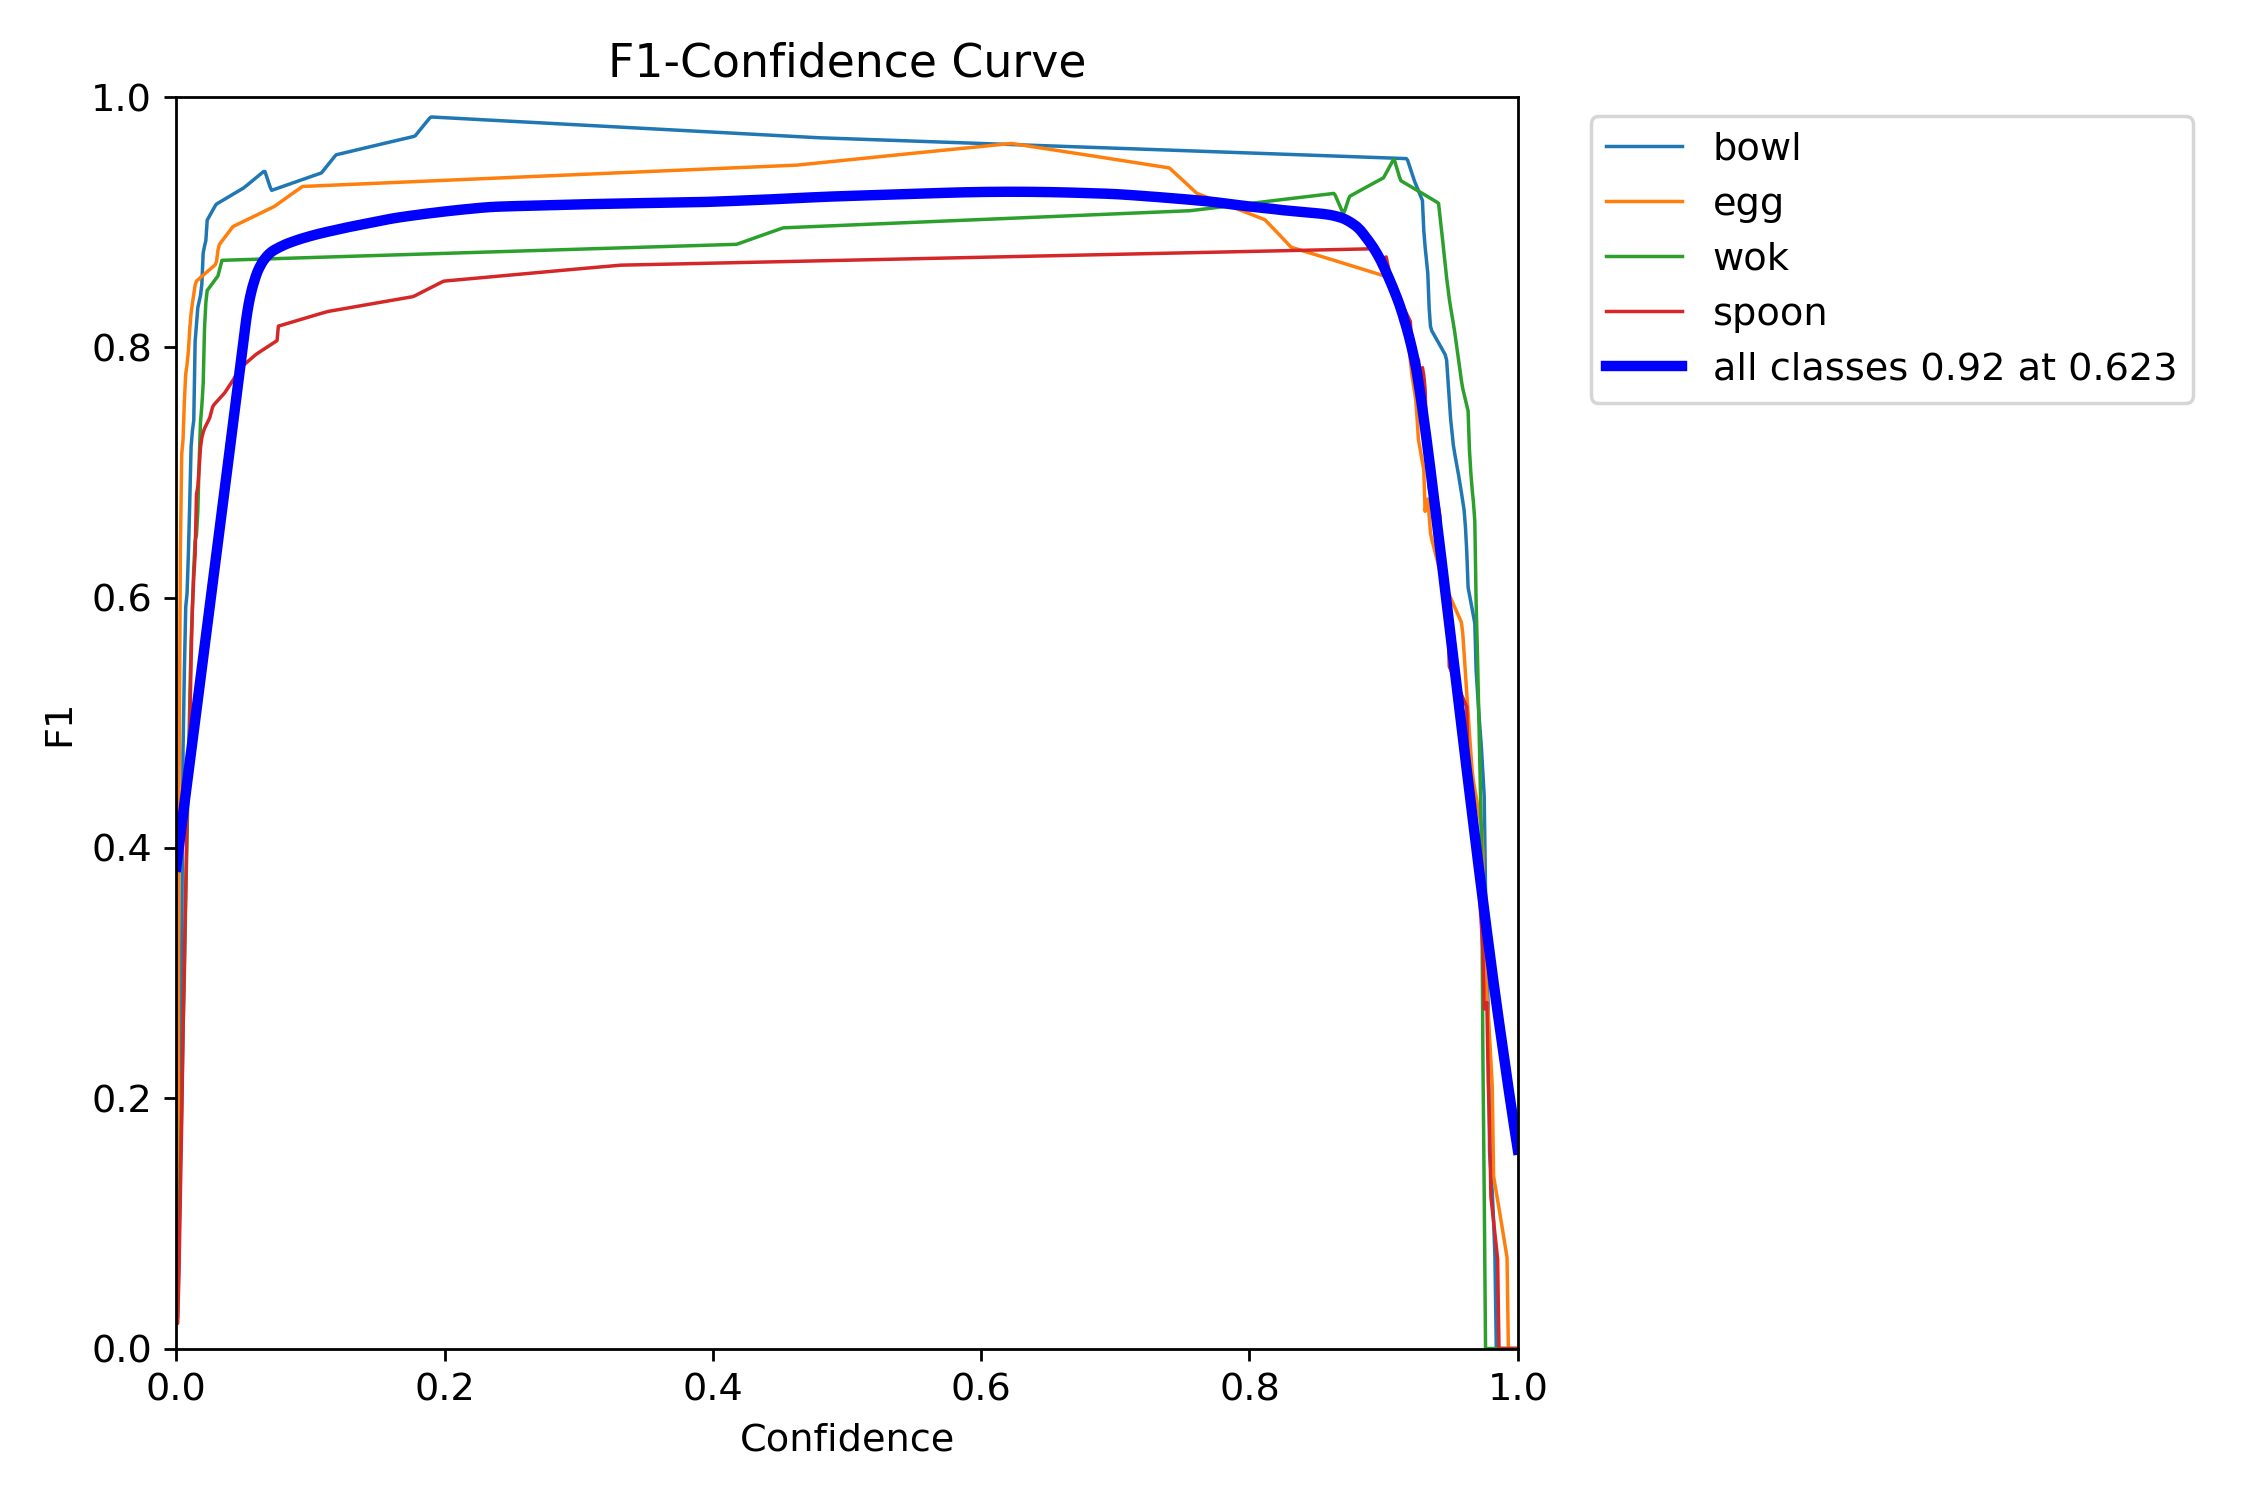 F1-Confidence Curve
1.0
0.8
0.6
0.4
0.2
0.0
F1
0.0 0.2 0.4 0.6 0.8 1.0
Confidence
bowl
egg
wok
spoon
all classes 0.92 at 0.623